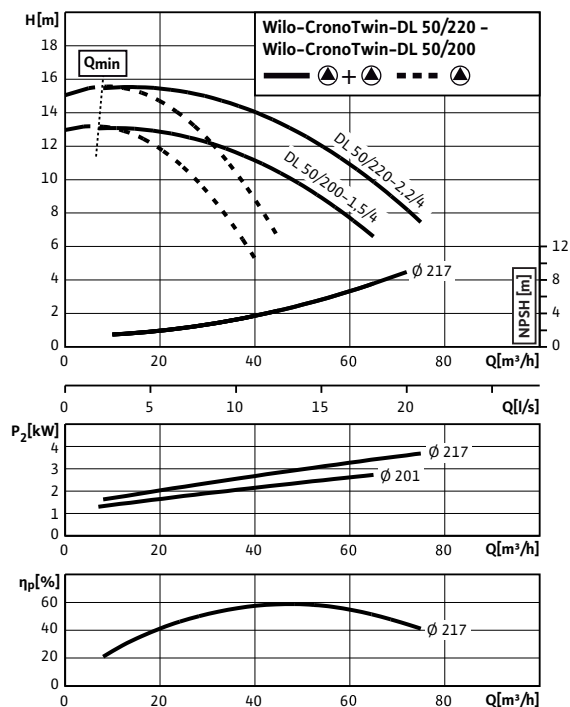 H[m]
Wilo-CronoTwin-DL 50/220 –
Wilo-CronoTwin-DL 50/200
+
Qmin
18
16
14
12
10
8
6
4
2
0
DL 50/220-2,2/4
DL 50/200-1,5/4
Ø 217
12
8
4
0
NPSH [m]
0 20 40 60 80 Q[m³/h]
0 5 10 15 20 Q[l/s]
P₂[kW]
4
3
2
1
0
Ø 217
Ø 201
0 20 40 60 80 Q[m³/h]
ηp[%]
60
40
20
0
Ø 217
0 20 40 60 80 Q[m³/h]